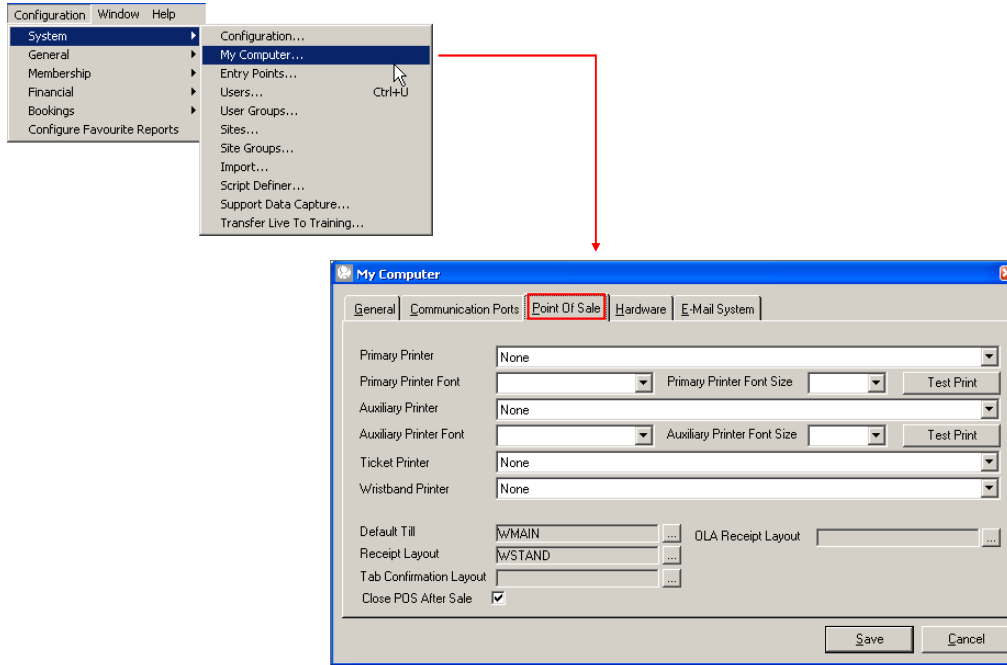 Configuration Window Help
System
General
Membership
Financial
Bookings
Configure Favourite Reports
Configuration...
My Computer...
Entry Points...
Users... Ctrl+U
User Groups...
Sites...
Site Groups...
Import...
Script Definer...
Support Data Capture...
Transfer Live To Training...
My Computer
General Communication Ports Point Of Sale Hardware E-Mail System
Primary Printer None
Primary Printer Font Primary Printer Font Size Test Print
Auxiliary Printer None
Auxiliary Printer Font Auxiliary Printer Font Size Test Print
Ticket Printer None
Wristband Printer None
Default Till WMAIN ... OLA Receipt Layout ...
Receipt Layout WSTAND ...
Tab Confirmation Layout ...
Close POS After Sale
Save Cancel